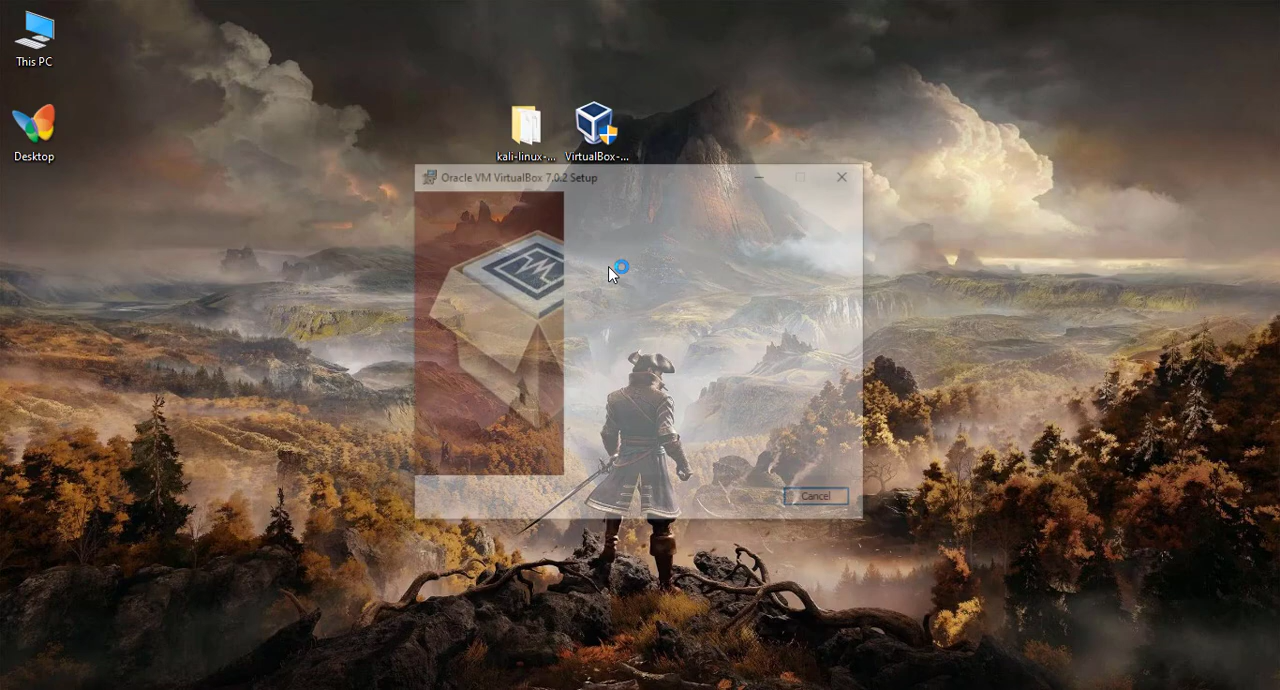 This PC
Desktop
kali-linux-...
VirtualBox-...
Oracle VM VirtualBox 7.0.2 Setup
Cancel